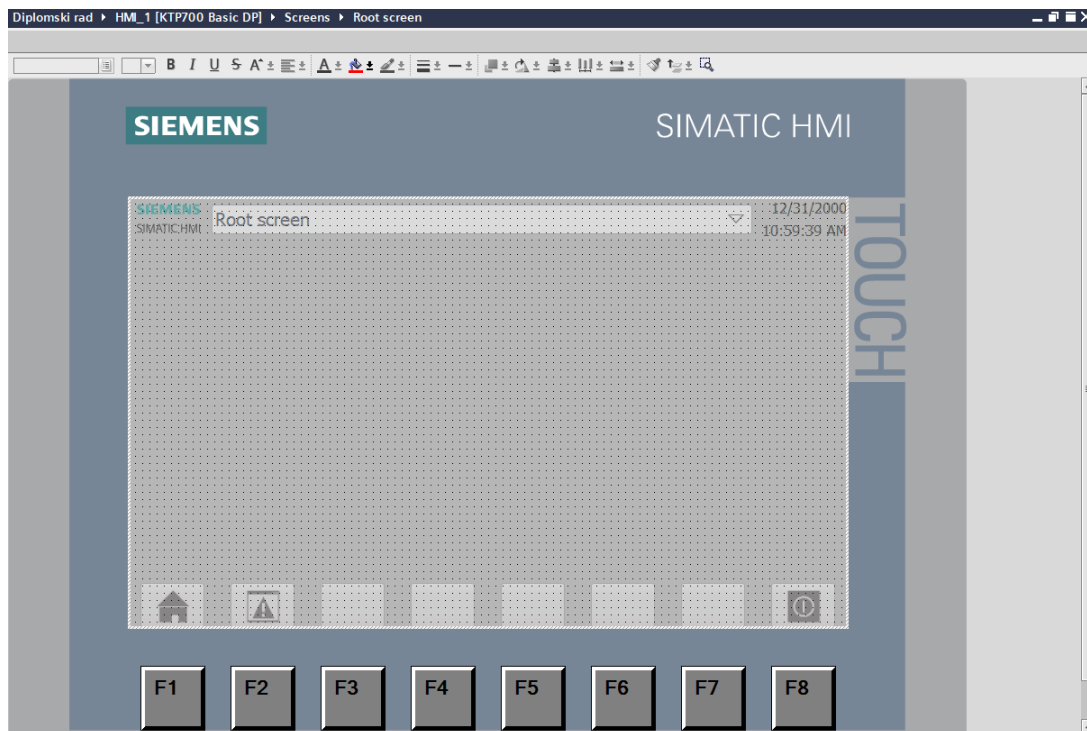 Diplomski rad ▸ HMI_1 [KTP700 Basic DP] ▸ Screens ▸ Root screen
B I U S A A
SIEMENS
SIMATIC HMI
SIEMENS
SIMATIC HMI
Root screen
12/31/2000
10:59:39 AM
TOUCH
F1 F2 F3 F4 F5 F6 F7 F8